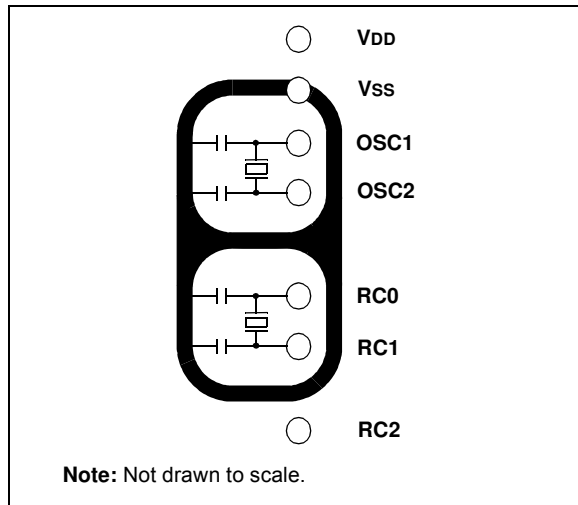 VDD
VSS
OSC1
OSC2
RC0
RC1
RC2
Note: Not drawn to scale.